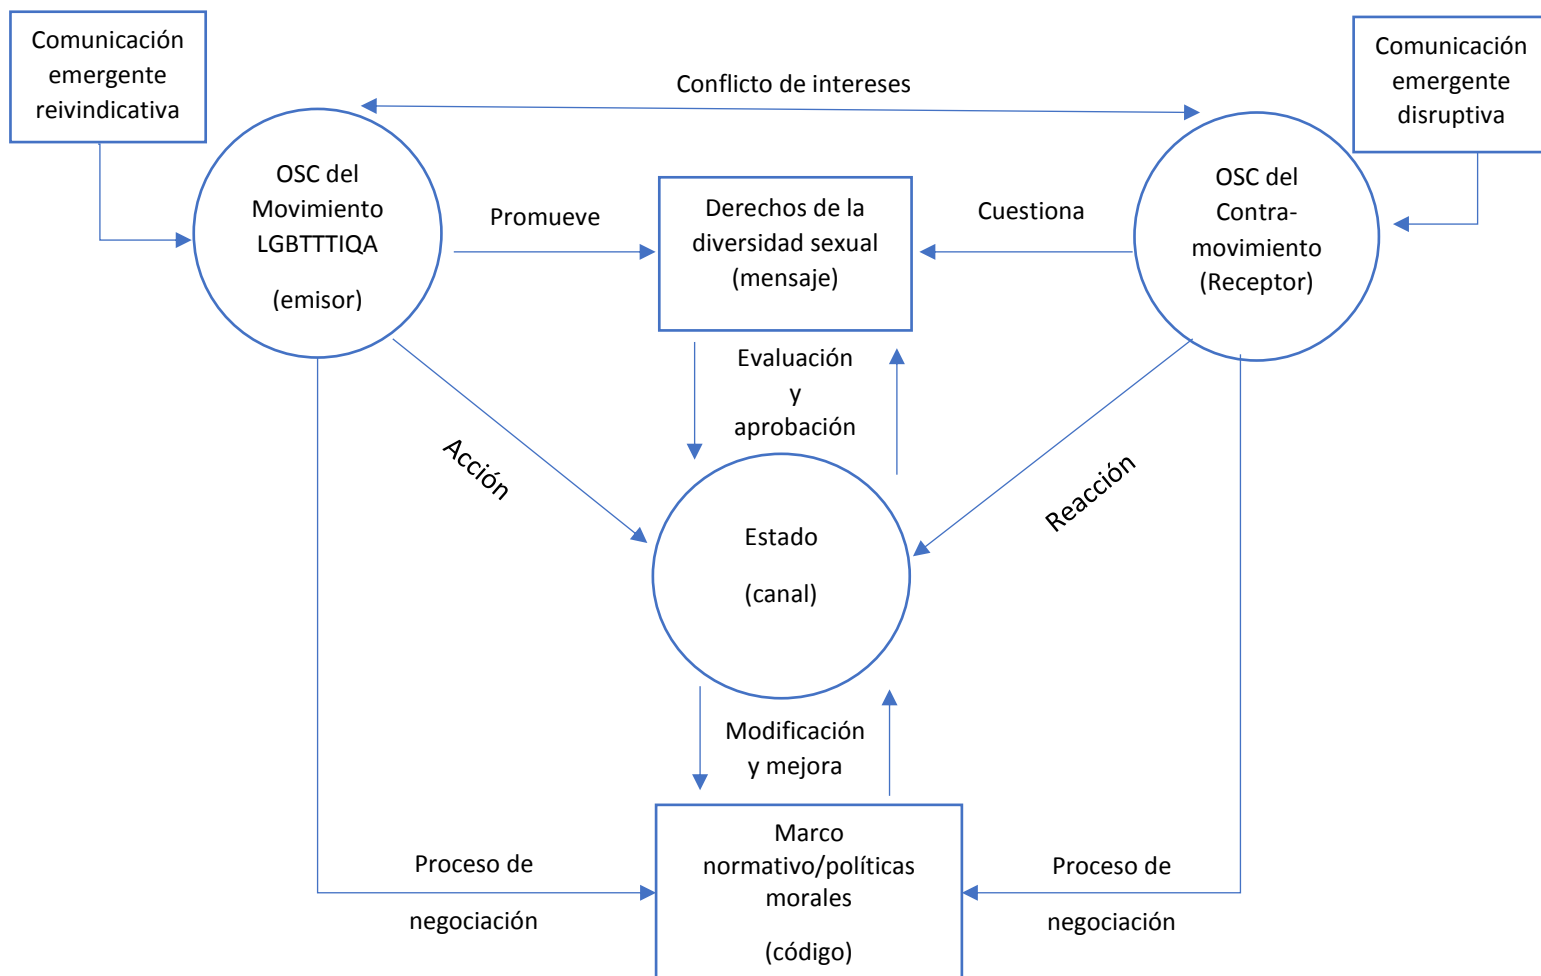 Comunicación
emergente
reivindicativa
Conflicto de intereses
Comunicación
emergente
disruptiva
OSC del
Movimiento
LGBTTTIQA
(emisor)
Promueve
Derechos de la
diversidad sexual
(mensaje)
Cuestiona
OSC del
Contra-
movimiento
(Receptor)
Evaluación
y
aprobación
Acción
Reacción
Estado
(canal)
Modificación
y mejora
Proceso de
negociación
Marco
normativo/políticas
morales
(código)
Proceso de
negociación